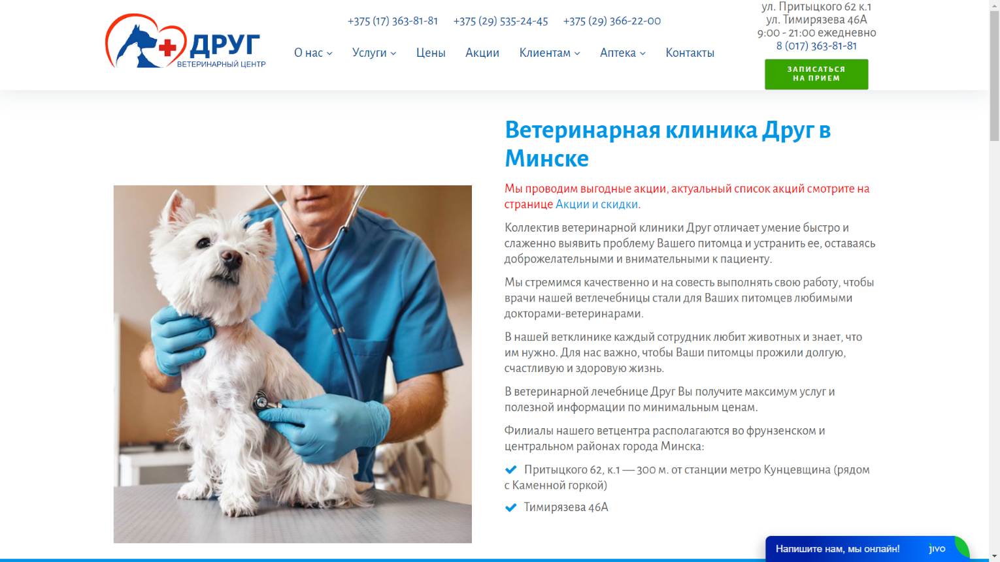 ДРУГ
ВЕТЕРИНАРНЫЙ ЦЕНТР
+375 (17) 363-81-81 +375 (29) 535-24-45 +375 (29) 366-22-00
О нас Услуги Цены Акции Клиентам Аптека Контакты
ул. Притыцкого 62 к.1
ул. Тимирязева 46А
9:00 - 21:00 ежедневно
8 (017) 363-81-81
ЗАПИСАТЬСЯ
НА ПРИЕМ
Ветеринарная клиника Друг в
Минске
Мы проводим выгодные акции, актуальный список акций смотрите на
странице Акции и скидки.
Коллектив ветеринарной клиники Друг отличает умение быстро и
слаженно выявить проблему Вашего питомца и устранить ее, оставаясь
доброжелательными и внимательными к пациенту.
Мы стремимся качественно и на совесть выполнять свою работу, чтобы
врачи нашей ветлечебницы стали для Ваших питомцев любимыми
докторами-ветеринарами.
В нашей ветклинике каждый сотрудник любит животных и знает, что
им нужно. Для нас важно, чтобы Ваши питомцы прожили долгую,
счастливую и здоровую жизнь.
В ветеринарной лечебнице Друг Вы получите максимум услуг и
полезной информации по минимальным ценам.
Филиалы нашего ветцентра располагаются во фрунзенском и
центральном районах города Минска:
Притыцкого 62, к.1 — 300 м. от станции метро Кунцевщина (рядом
с Каменной горкой)
Тимирязева 46А
Напишите нам, мы онлайн! jivo